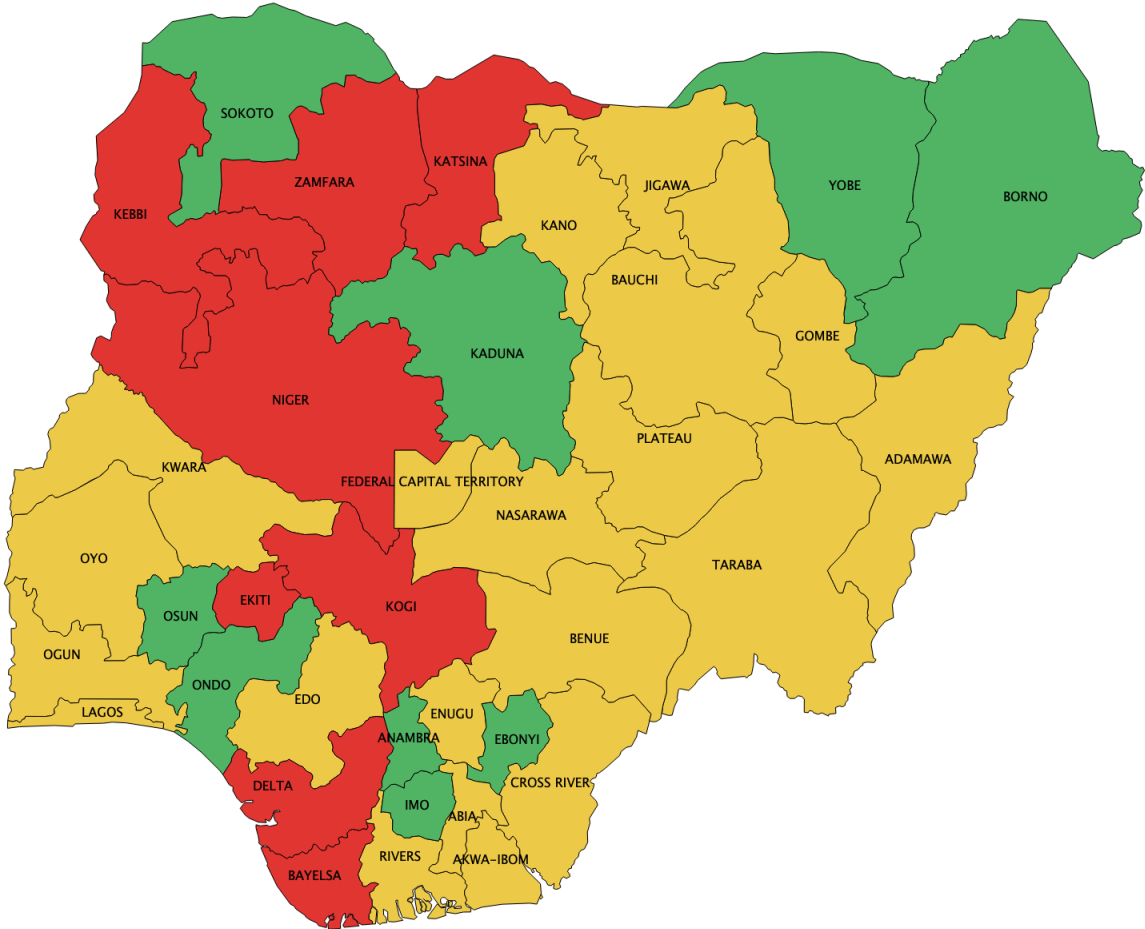 SOKOTO
KATSINA
ZAMFARA
JIGAWA
YOBE
BORNO
KEBBI
KANO
BAUCHI
GOMBE
KADUNA
NIGER
PLATEAU
ADAMAWA
KWARA
FEDERAL CAPITAL TERRITORY
NASARAWA
OYO
TARABA
EKITI
KOGI
OSUN
BENUE
OGUN
ONDO
EDO
LAGOS
ENUGU
ANAMBRA
EBONYI
DELTA
CROSS RIVER
IMO
ABIA
RIVERS
AKWA-IBOM
BAYELSA